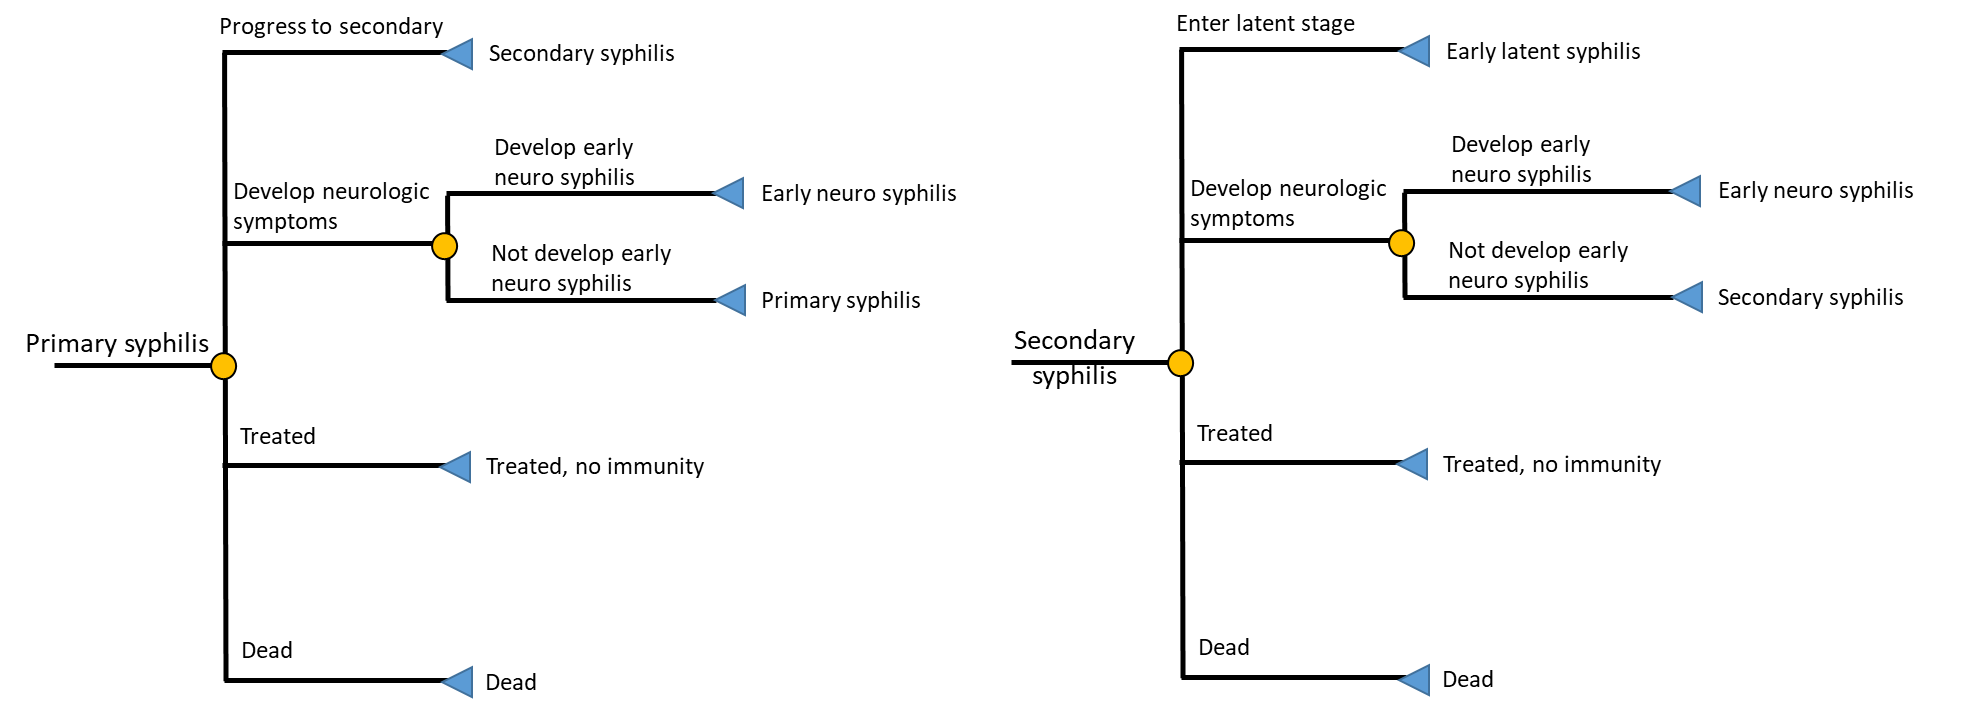 Progress to secondary
Secondary syphilis
Develop early
neuro syphilis
Early neuro syphilis
Develop neurologic
symptoms
Not develop early
neuro syphilis
Primary syphilis
Primary syphilis
Treated
Treated, no immunity
Dead
Dead
Enter latent stage
Early latent syphilis
Develop early
neuro syphilis
Early neuro syphilis
Develop neurologic
symptoms
Not develop early
neuro syphilis
Secondary syphilis
Secondary
syphilis
Treated
Treated, no immunity
Dead
Dead